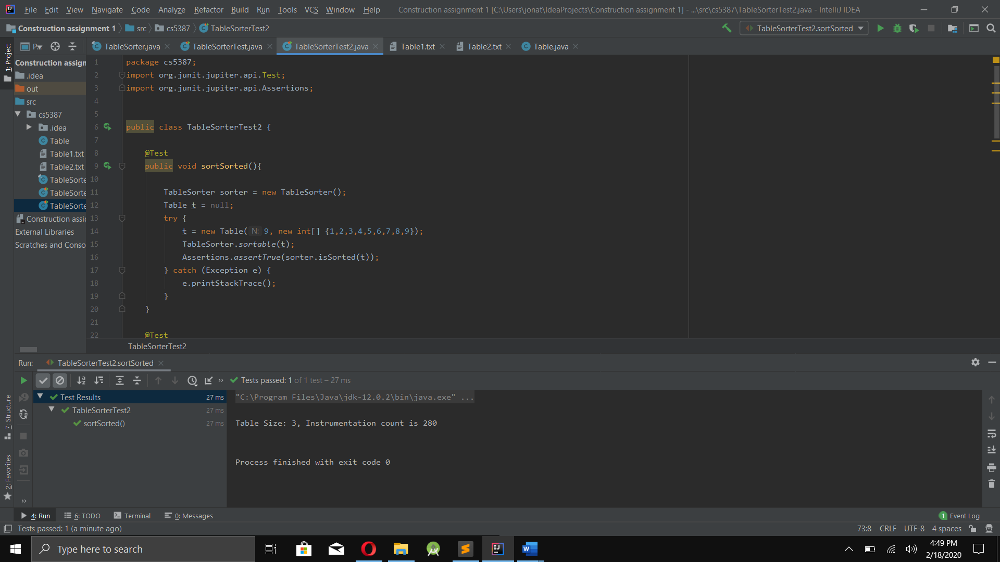 File Edit View Navigate Code Analyze Refactor Build Run Tools VCS Window Help Construction assignment 1 [C:\Users\jonat\IdeaProjects\Construction assignment 1] - ...\src\cs5387\TableSorterTest2.java - IntelliJ IDEA
Construction assignment 1 src cs5387 TableSorterTest2 TableSorterTest2.sortSorted
1: Project
P... TableSorter.java TableSorterTest.java TableSorterTest2.java Table1.txt Table2.txt Table.java
Construction assign
.idea
out
src
cs5387
.idea
Table
Table1.txt
Table2.txt
TableSorte
TableSorte
TableSorte
Construction assig
External Libraries
Scratches and Conso
1 package cs5387;
2 import org.junit.jupiter.api.Test;
3 import org.junit.jupiter.api.Assertions;
4
5
6 public class TableSorterTest2 {
7
8 @Test
9 public void sortSorted(){
10
11 TableSorter sorter = new TableSorter();
12 Table t = null;
13 try {
14 t = new Table( N: 9, new int[] {1,2,3,4,5,6,7,8,9});
15 TableSorter.sortable(t);
16 Assertions.assertTrue(sorter.isSorted(t));
17 } catch (Exception e) {
18 e.printStackTrace();
19 }
20 }
21
22 @Test
TableSorterTest2
Run: TableSorterTest2.sortSorted
Tests passed: 1 of 1 test – 27 ms
Test Results 27 ms
TableSorterTest2 27 ms
sortSorted() 27 ms
"C:\Program Files\Java\jdk-12.0.2\bin\java.exe" ...
Table Size: 3, Instrumentation count is 280
Process finished with exit code 0
7: Structure
2: Favorites
4: Run 6: TODO Terminal 0: Messages 1 Event Log
Tests passed: 1 (a minute ago) 73:8 CRLF UTF-8 4 spaces
Type here to search
4:49 PM
2/18/2020